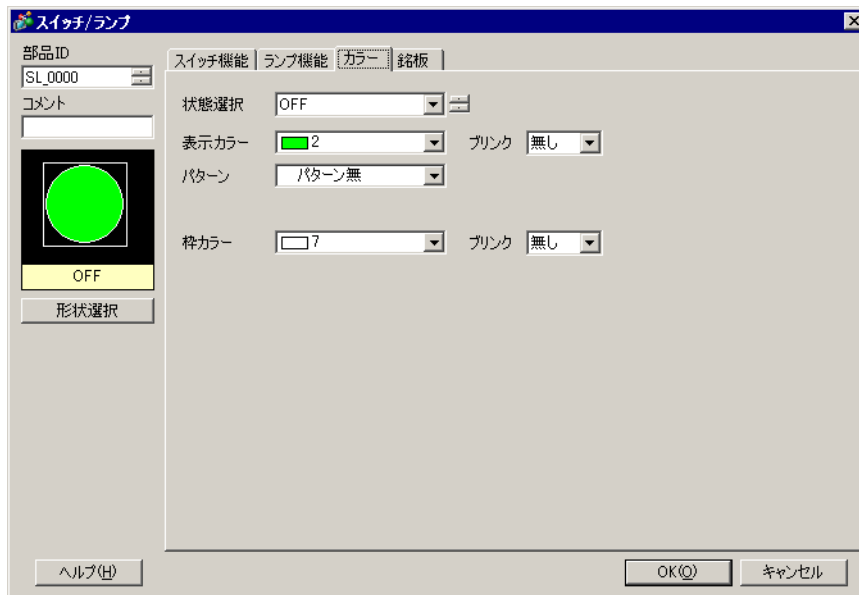 スイッチ/ランプ
部品ID
SL_0000
コメント
OFF
形状選択
スイッチ機能 ランプ機能 カラー 銘板
状態選択 OFF
表示カラー 2 ブリンク 無し
パターン パターン無
枠カラー 7 ブリンク 無し
ヘルプ(H) OK(O) キャンセル